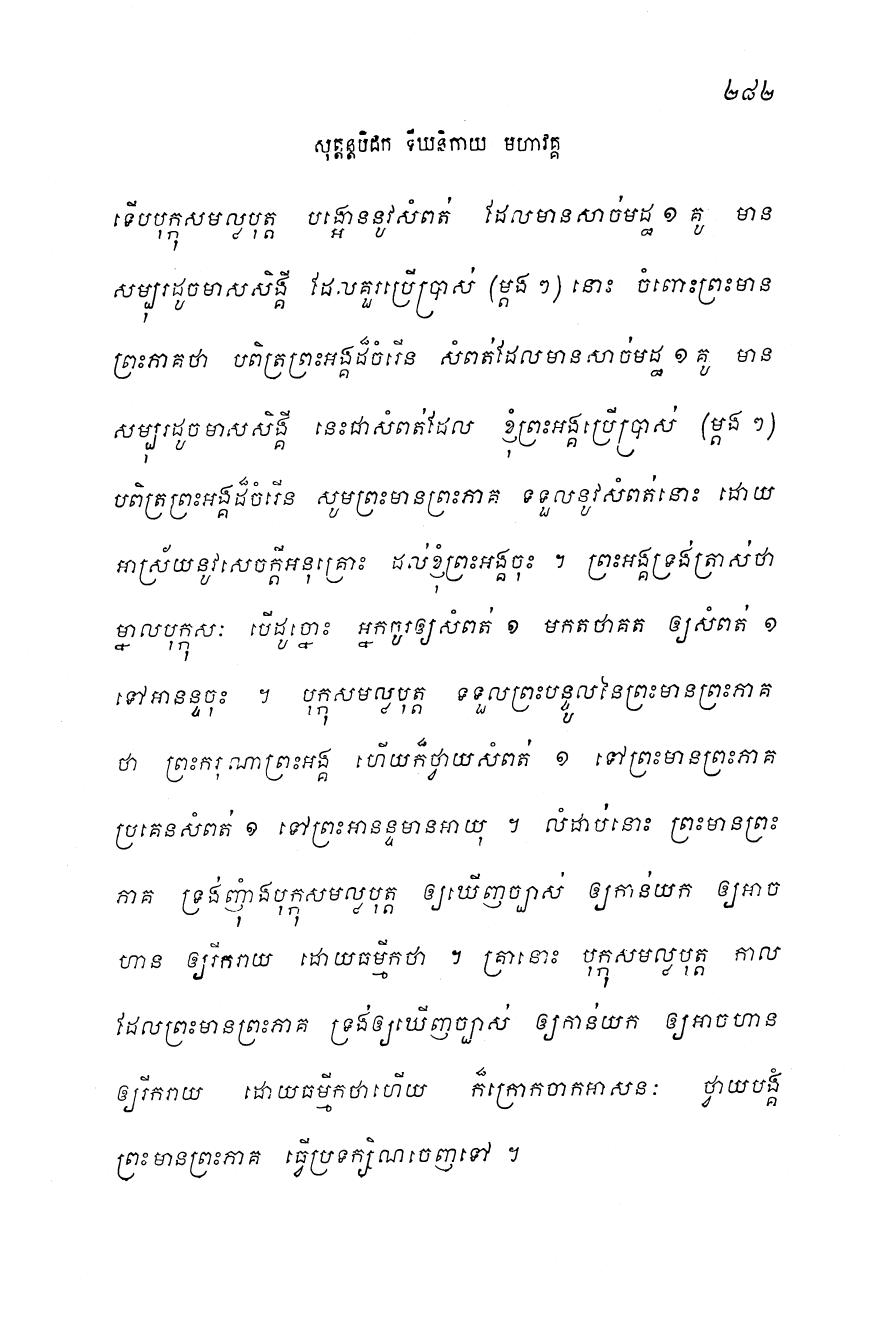 ២៨២
សុត្តន្តបិដក ទីឃនិកាយ មហាវគ្គ
ទើបបុក្កុសមល្លបុត្ត បង្អោននូវសំពត់ ដែលមានសាច់មដ្ឋ ១ គូ មាន
សម្បុរដូចមាសសិង្គី ដែលគួរប្រើប្រាស់ (ម្តង ៗ) នោះ ចំពោះព្រះមាន
ព្រះភាគថា បពិត្រព្រះអង្គដ៏ចំរើន សំពត់ដែលមានសាច់មដ្ឋ ១ គូ មាន
សម្បុរដូចមាសសិង្គី នេះជាសំពត់ដែល ខ្ញុំព្រះអង្គប្រើប្រាស់ (ម្តង ៗ)
បពិត្រព្រះអង្គដ៏ចំរើន សូមព្រះមានព្រះភាគ ទទួលនូវសំពត់នោះ ដោយ
អាស្រ័យនូវសេចក្តីអនុគ្រោះ ដល់ខ្ញុំព្រះអង្គចុះ ។ ព្រះអង្គទ្រង់ត្រាស់ថា
ម្នាលបុក្កុសៈ បើដូច្នោះ អ្នកចូរឲ្យសំពត់ ១ មកតថាគត ឲ្យសំពត់ ១
ទៅអានន្ទចុះ ។ បុក្កុសមល្លបុត្ត ទទួលព្រះបន្ទូលនៃព្រះមានព្រះភាគ
ថា ព្រះករុណាព្រះអង្គ ហើយក៏ថ្វាយសំពត់ ១ ទៅព្រះមានព្រះភាគ
ប្រគេនសំពត់ ១ ទៅព្រះអានន្ទមានអាយុ ។ លំដាប់នោះ ព្រះមានព្រះ
ភាគ ទ្រង់ញុំាងបុក្កុសមល្លបុត្ត ឲ្យឃើញច្បាស់ ឲ្យកាន់យក ឲ្យអាច
ហាន ឲ្យរីករាយ ដោយធម្មីកថា ។ គ្រានោះ បុក្កុសមល្លបុត្ត កាល
ដែលព្រះមានព្រះភាគ ទ្រង់ឲ្យឃើញច្បាស់ ឲ្យកាន់យក ឲ្យអាចហាន
ឲ្យរីករាយ ដោយធម្មីកថាហើយ ក៏ក្រោកចាកអាសនៈ ថ្វាយបង្គំ
ព្រះមានព្រះភាគ ធ្វើប្រទក្សិណចេញទៅ ។